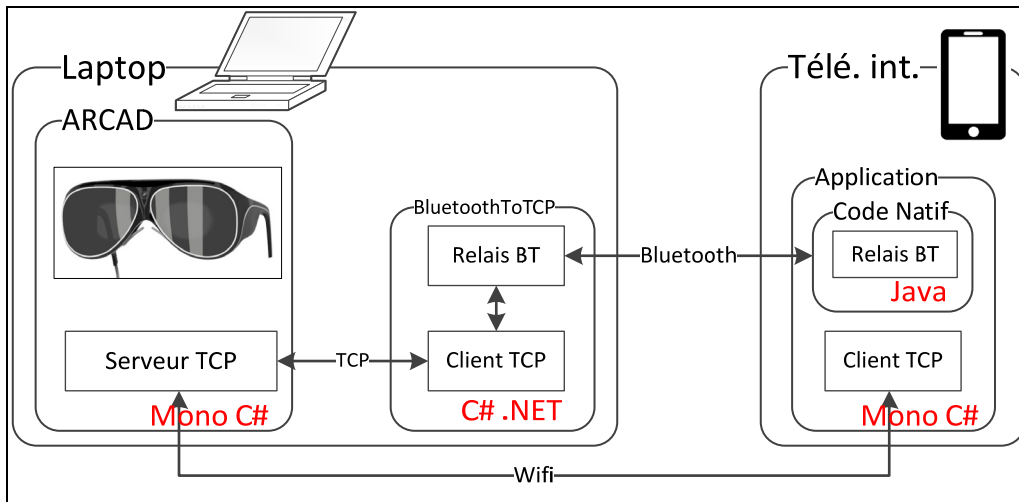 Laptop
Télé. int.
ARCAD
Application
BluetoothToTCP
Code Natif
Relais BT
Bluetooth
Relais BT
Java
Serveur TCP
TCP
Client TCP
Client TCP
Mono C#
C# .NET
Mono C#
Wifi